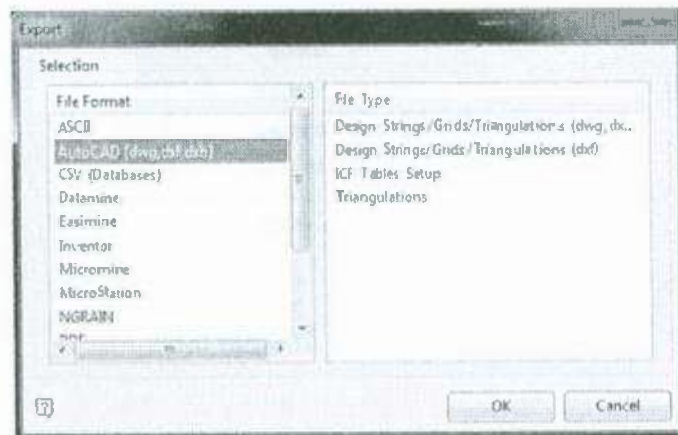 Export
Selection
File Format
ASCII
AutoCAD (dwg,dxf,dxb)
CSV (Databases)
Datamine
Easimine
Inventor
Micromine
MicroStation
NGRAIN
File Type
Design Strings/Grids/Triangulations (dwg, dx...
Design Strings/Grids/Triangulations (dxf)
ICF Tables Setup
Triangulations
OK
Cancel